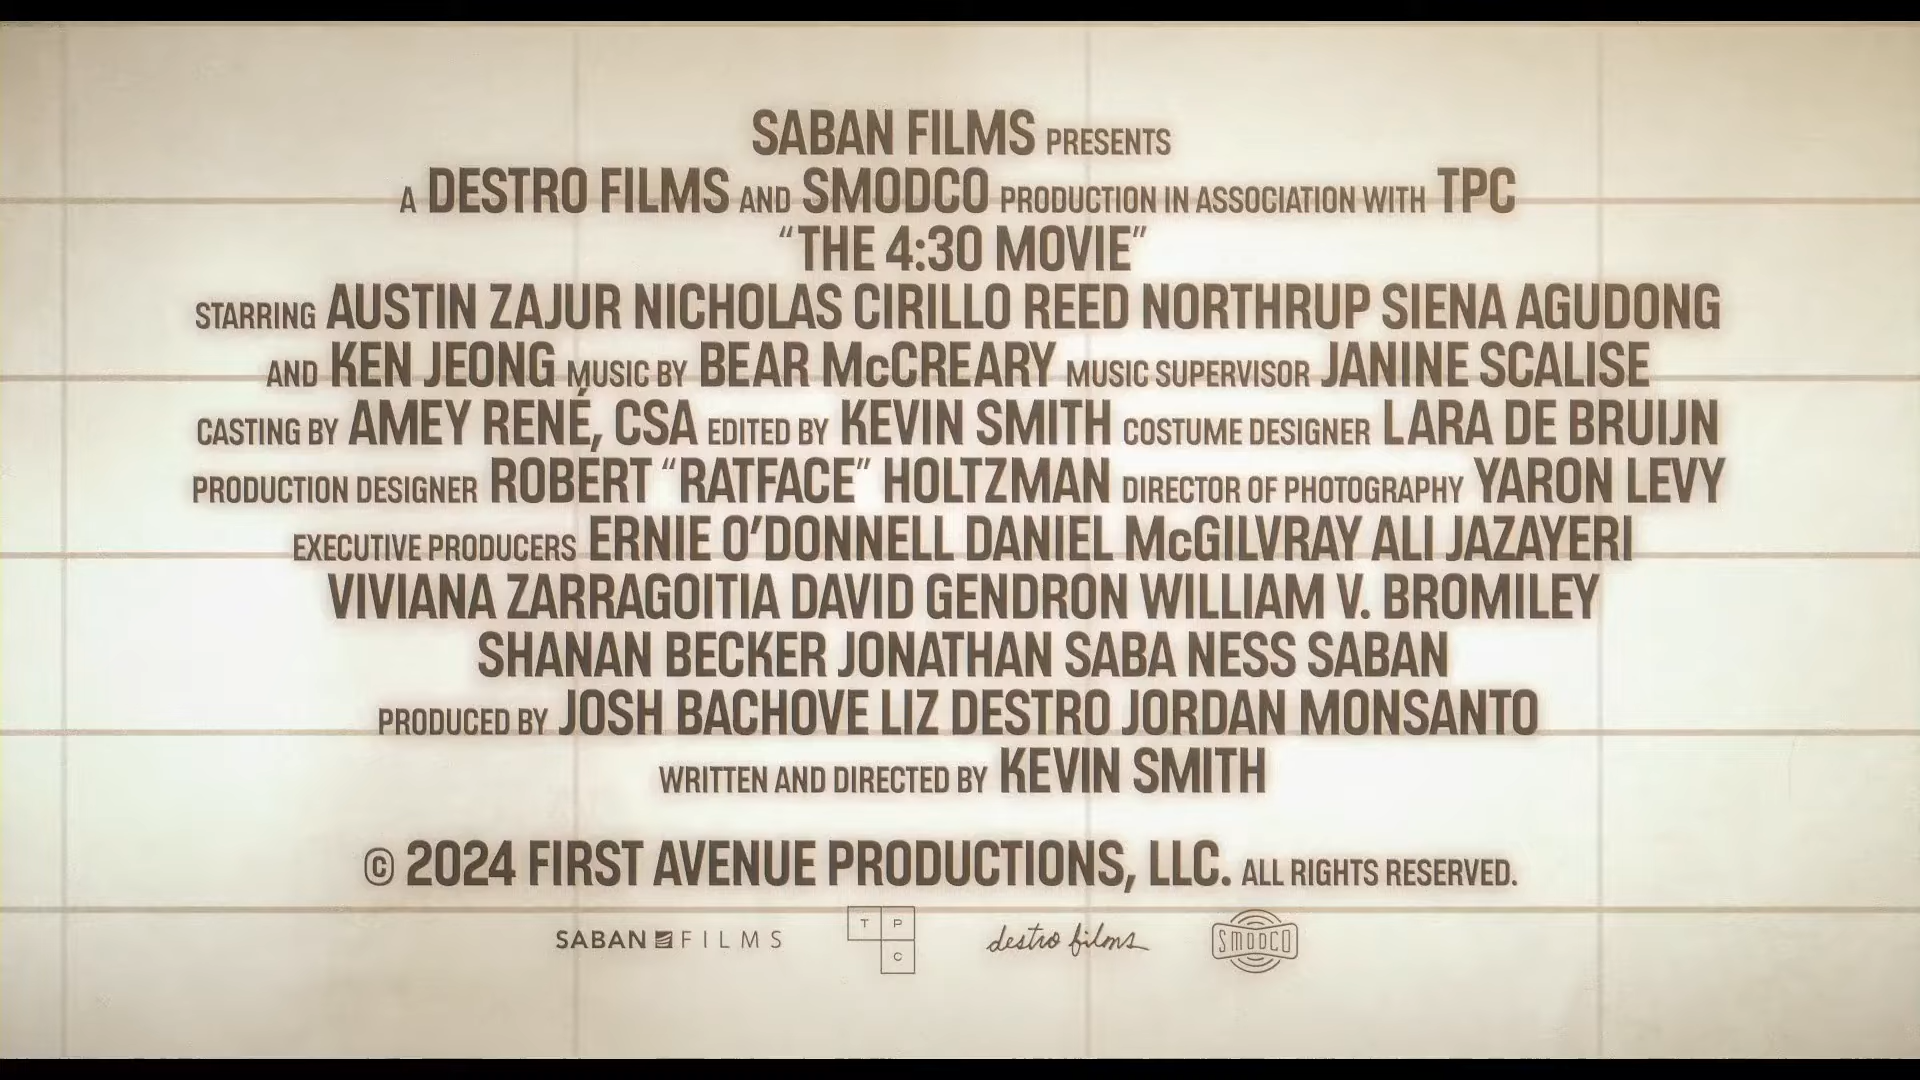 SABAN FILMS PRESENTS
A DESTRO FILMS AND SMODCO PRODUCTION IN ASSOCIATION WITH TPC
“THE 4:30 MOVIE”
STARRING AUSTIN ZAJUR NICHOLAS CIRILLO REED NORTHRUP SIENA AGUDONG
AND KEN JEONG MUSIC BY BEAR McCREARY MUSIC SUPERVISOR JANINE SCALISE
CASTING BY AMEY RENÉ, CSA EDITED BY KEVIN SMITH COSTUME DESIGNER LARA DE BRUIJN
PRODUCTION DESIGNER ROBERT “RATFACE” HOLTZMAN DIRECTOR OF PHOTOGRAPHY YARON LEVY
EXECUTIVE PRODUCERS ERNIE O’DONNELL DANIEL McGILVRAY ALI JAZAYERI
VIVIANA ZARRAGOITIA DAVID GENDRON WILLIAM V. BROMILEY
SHANAN BECKER JONATHAN SABA NESS SABAN
PRODUCED BY JOSH BACHOVE LIZ DESTRO JORDAN MONSANTO
WRITTEN AND DIRECTED BY KEVIN SMITH
© 2024 FIRST AVENUE PRODUCTIONS, LLC. ALL RIGHTS RESERVED.
SABAN FILMS TPC destro films SMODCO